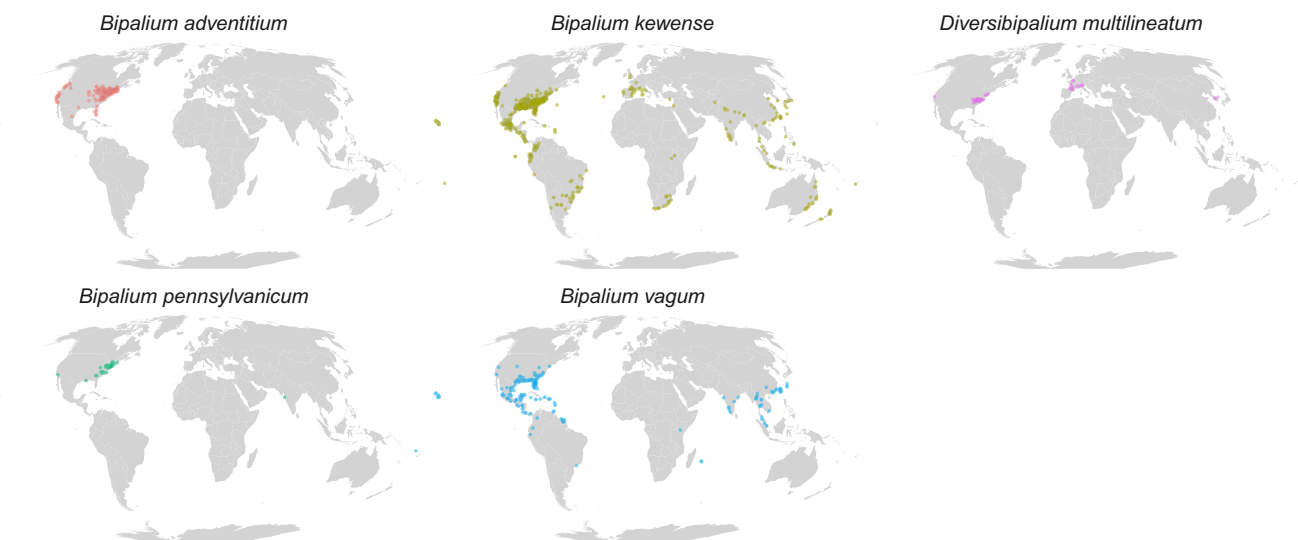 Bipalium adventitium
Bipalium kewense
Diversibipalium multilineatum
Bipalium pennsylvanicum
Bipalium vagum